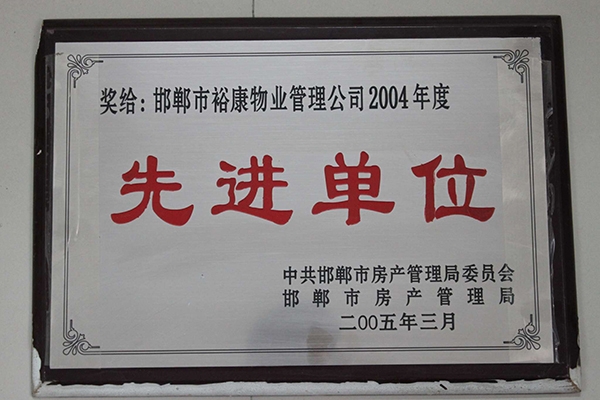 奖给：邯郸市裕康物业管理公司2004年度
先进单位
中共邯郸市房产管理局委员会
邯郸市房产管理局
二00五年三月